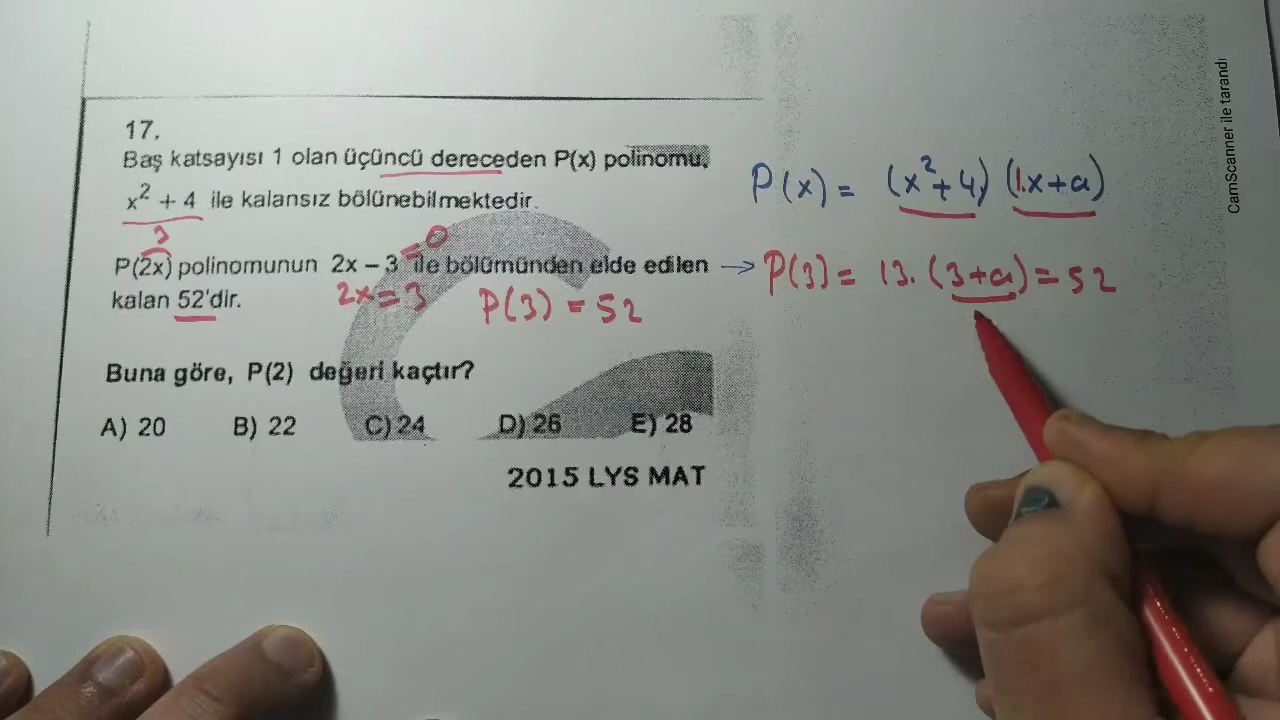 17.
Baş katsayısı 1 olan üçüncü dereceden P(x) polinomu,
x² + 4 ile kalansız bölünebilmektedir.
3
= 0
P(2x) polinomunun 2x – 3 ile bölümünden elde edilen
kalan 52'dir.
2x = 3
P(3) = 52
Buna göre, P(2) değeri kaçtır?
A) 20 B) 22 C) 24 D) 26 E) 28
2015 LYS MAT
P(x) = (x²+4) (1.x+a)
→ P(3) = 13. (3+a) = 52
CamScanner ile tarandı